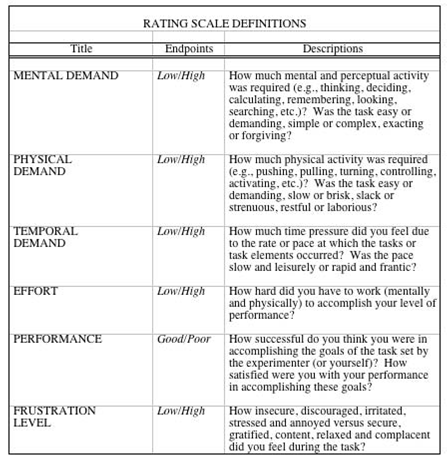 RATING SCALE DEFINITIONS
Title Endpoints Descriptions
MENTAL DEMAND Low/High How much mental and perceptual activity
was required (e.g., thinking, deciding,
calculating, remembering, looking,
searching, etc.)? Was the task easy or
demanding, simple or complex, exacting
or forgiving?
PHYSICAL Low/High How much physical activity was required
DEMAND (e.g., pushing, pulling, turning, controlling,
activating, etc.)? Was the task easy or
demanding, slow or brisk, slack or
strenuous, restful or laborious?
TEMPORAL Low/High How much time pressure did you feel due
DEMAND to the rate or pace at which the tasks or
task elements occurred? Was the pace
slow and leisurely or rapid and frantic?
EFFORT Low/High How hard did you have to work (mentally
and physically) to accomplish your level of
performance?
PERFORMANCE Good/Poor How successful do you think you were in
accomplishing the goals of the task set by
the experimenter (or yourself)? How
satisfied were you with your performance
in accomplishing these goals?
FRUSTRATION Low/High How insecure, discouraged, irritated,
LEVEL stressed and annoyed versus secure,
gratified, content, relaxed and complacent
did you feel during the task?